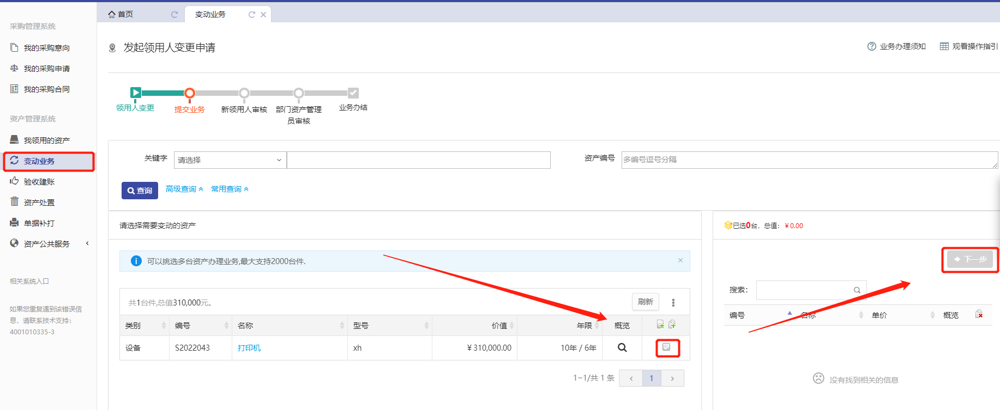 首页
变动业务
采购管理系统
我的采购意向
我的采购申请
我的采购合同
资产管理系统
我领用的资产
变动业务
验收建账
资产处置
单据补打
资产公共服务
相关系统入口
如果您重复遇到该错误信
息，请联系技术支持：
4001010335-3
发起领用人变更申请
业务办理须知
观看操作指引
领用人变更
提交业务
新领用人审核
部门资产管理
员审核
业务办结
关键字
请选择
资产编号
多编号逗号分隔
查询
高级查询
常用查询
请选择需要变动的资产
可以挑选多台资产办理业务,最大支持2000台件.
共1台件,总值310,000元。
刷新
类别 编号 名称 型号 价值 年限 概览
设备 S2022043 打印机 xh ¥ 310,000.00 10年 / 6年
1~1/共 1 条
1
已选0台，总值：¥ 0.00
下一步
搜索：
编号 名称 单价 概览
没有找到相关的信息